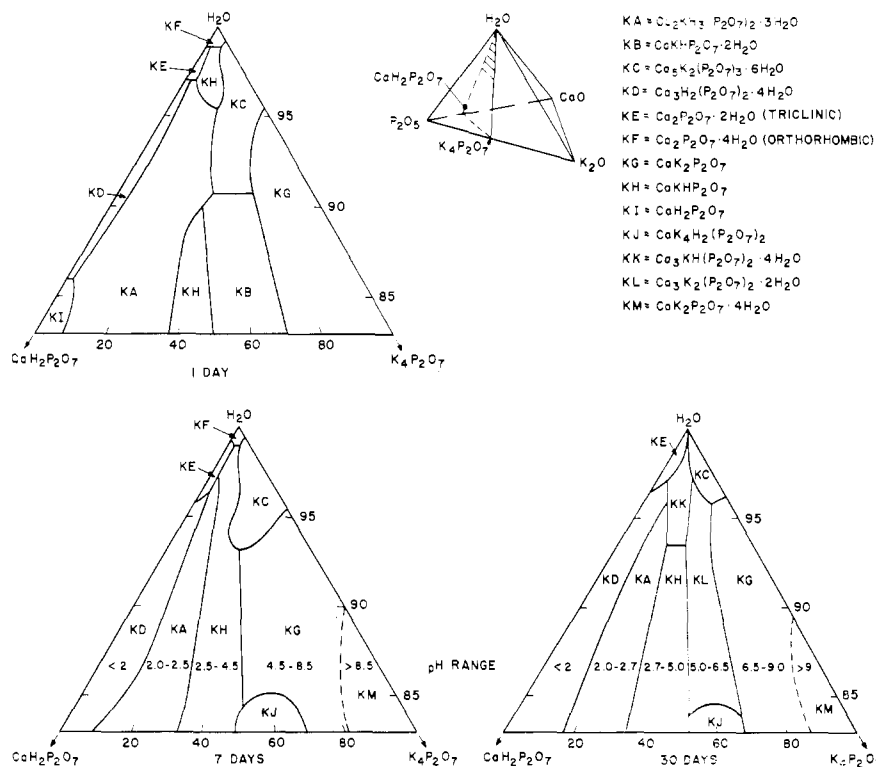 H2O
KF
KE
KH
KC
95
KD
90
KG
KA
KH
KB
85
KI
20 40 60 80
CaH2P2O7 K4P2O7
1 DAY
H2O
CaH2P2O7
CaO
P2O5
K4P2O7
K2O
KA = P2O7)2·3H2O
KB = CaKHP2O7·2H2O
KC = Ca5K2(P2O7)3·6H2O
KD = Ca3H2(P2O7)2·4H2O
KE = Ca2P2O7·2H2O (TRICLINIC)
KF = Ca2P2O7·4H2O (ORTHORHOMBIC)
KG = CaK2P2O7
KH = CaKHP2O7
KI = CaH2P2O7
KJ = CaK4H2(P2O7)2
KK = Ca3KH(P2O7)2·4H2O
KL = Ca3K2(P2O7)2·2H2O
KM = CaK2P2O7·4H2O
H2O
KF
KE
KC
95
90
KD KA KH KG
<2 2.0-2.5 2.5-4.5 4.5-8.5 >8.5
KM
85
KJ
20 40 60 80
CaH2P2O7 K4P2O7
7 DAYS
pH RANGE
H2O
KE
KC
KK
95
KD KA KH KL KG
90
<2 2.0-2.7 2.7-5.0 5.0-6.5 6.5-9.0 >9
KM
85
KJ
20 40 60 80
CaH2P2O7
30 DAYS